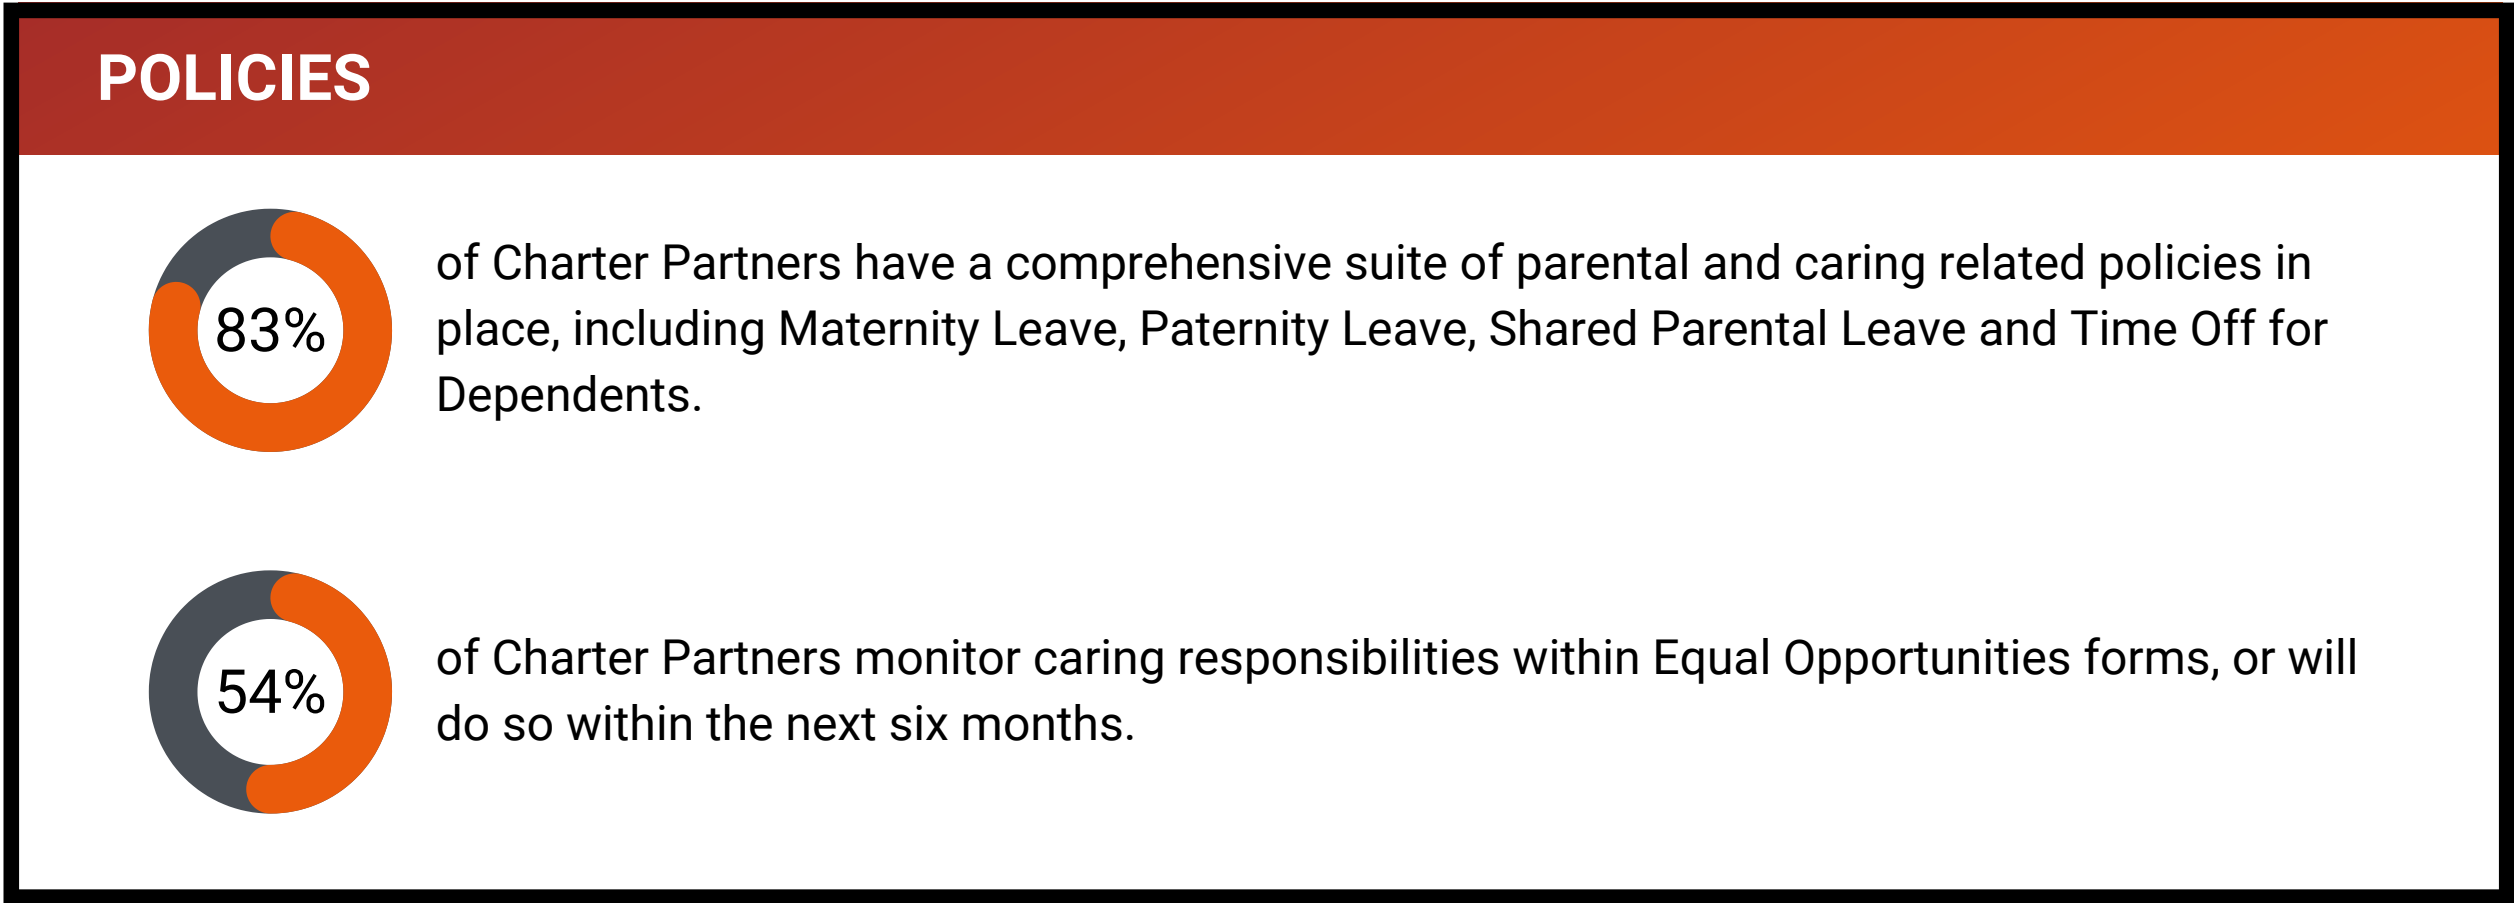 POLICIES
83%
of Charter Partners have a comprehensive suite of parental and caring related policies in
place, including Maternity Leave, Paternity Leave, Shared Parental Leave and Time Off for
Dependents.
54%
of Charter Partners monitor caring responsibilities within Equal Opportunities forms, or will
do so within the next six months.